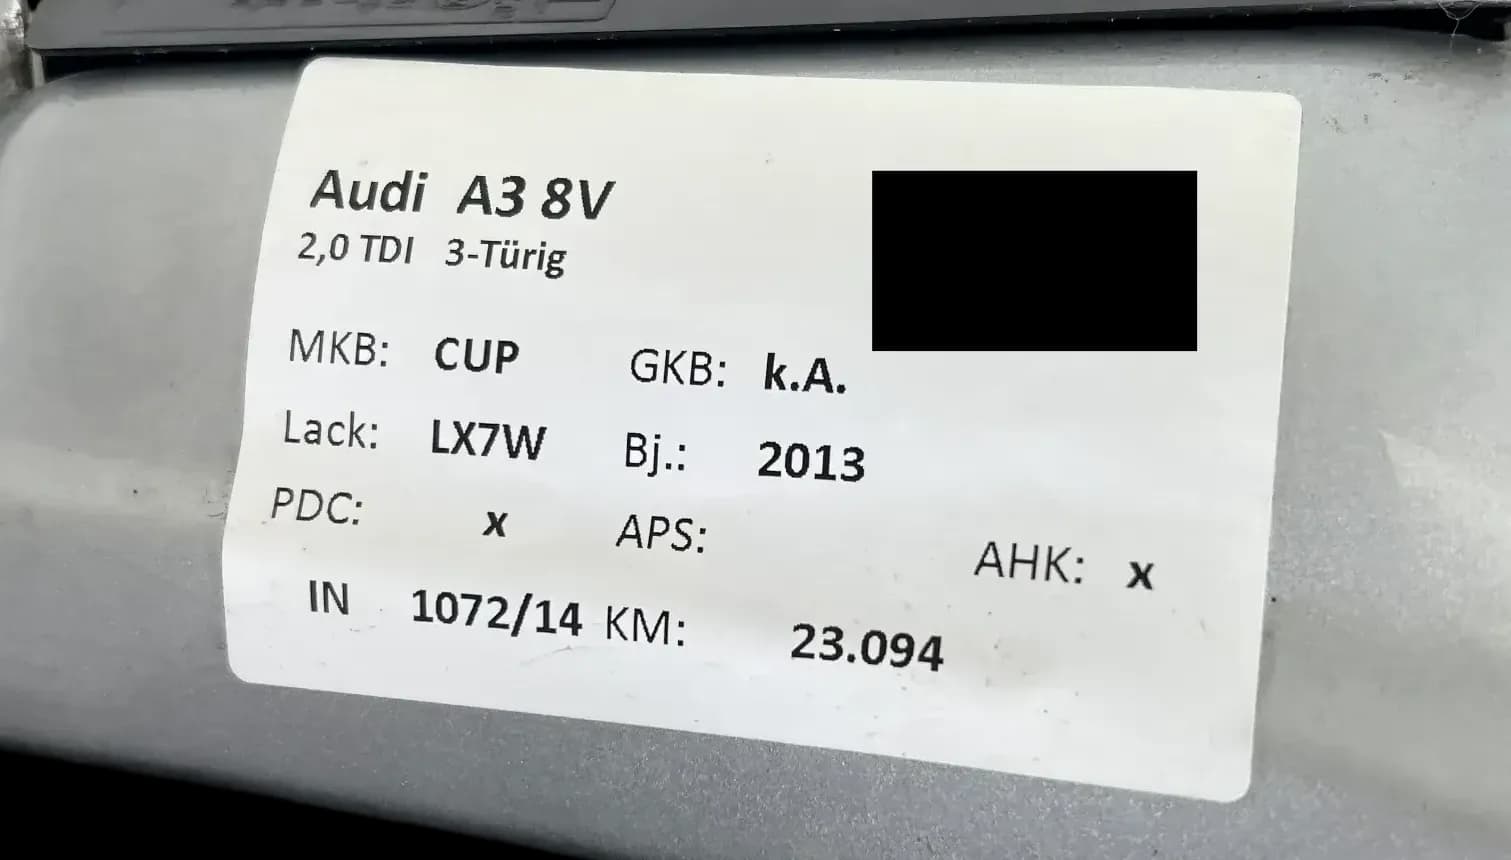 Audi A3 8V
2,0 TDI 3-Türig
MKB: CUP GKB: k.A.
Lack: LX7W Bj.: 2013
PDC: x APS: AHK: x
IN 1072/14 KM: 23.094